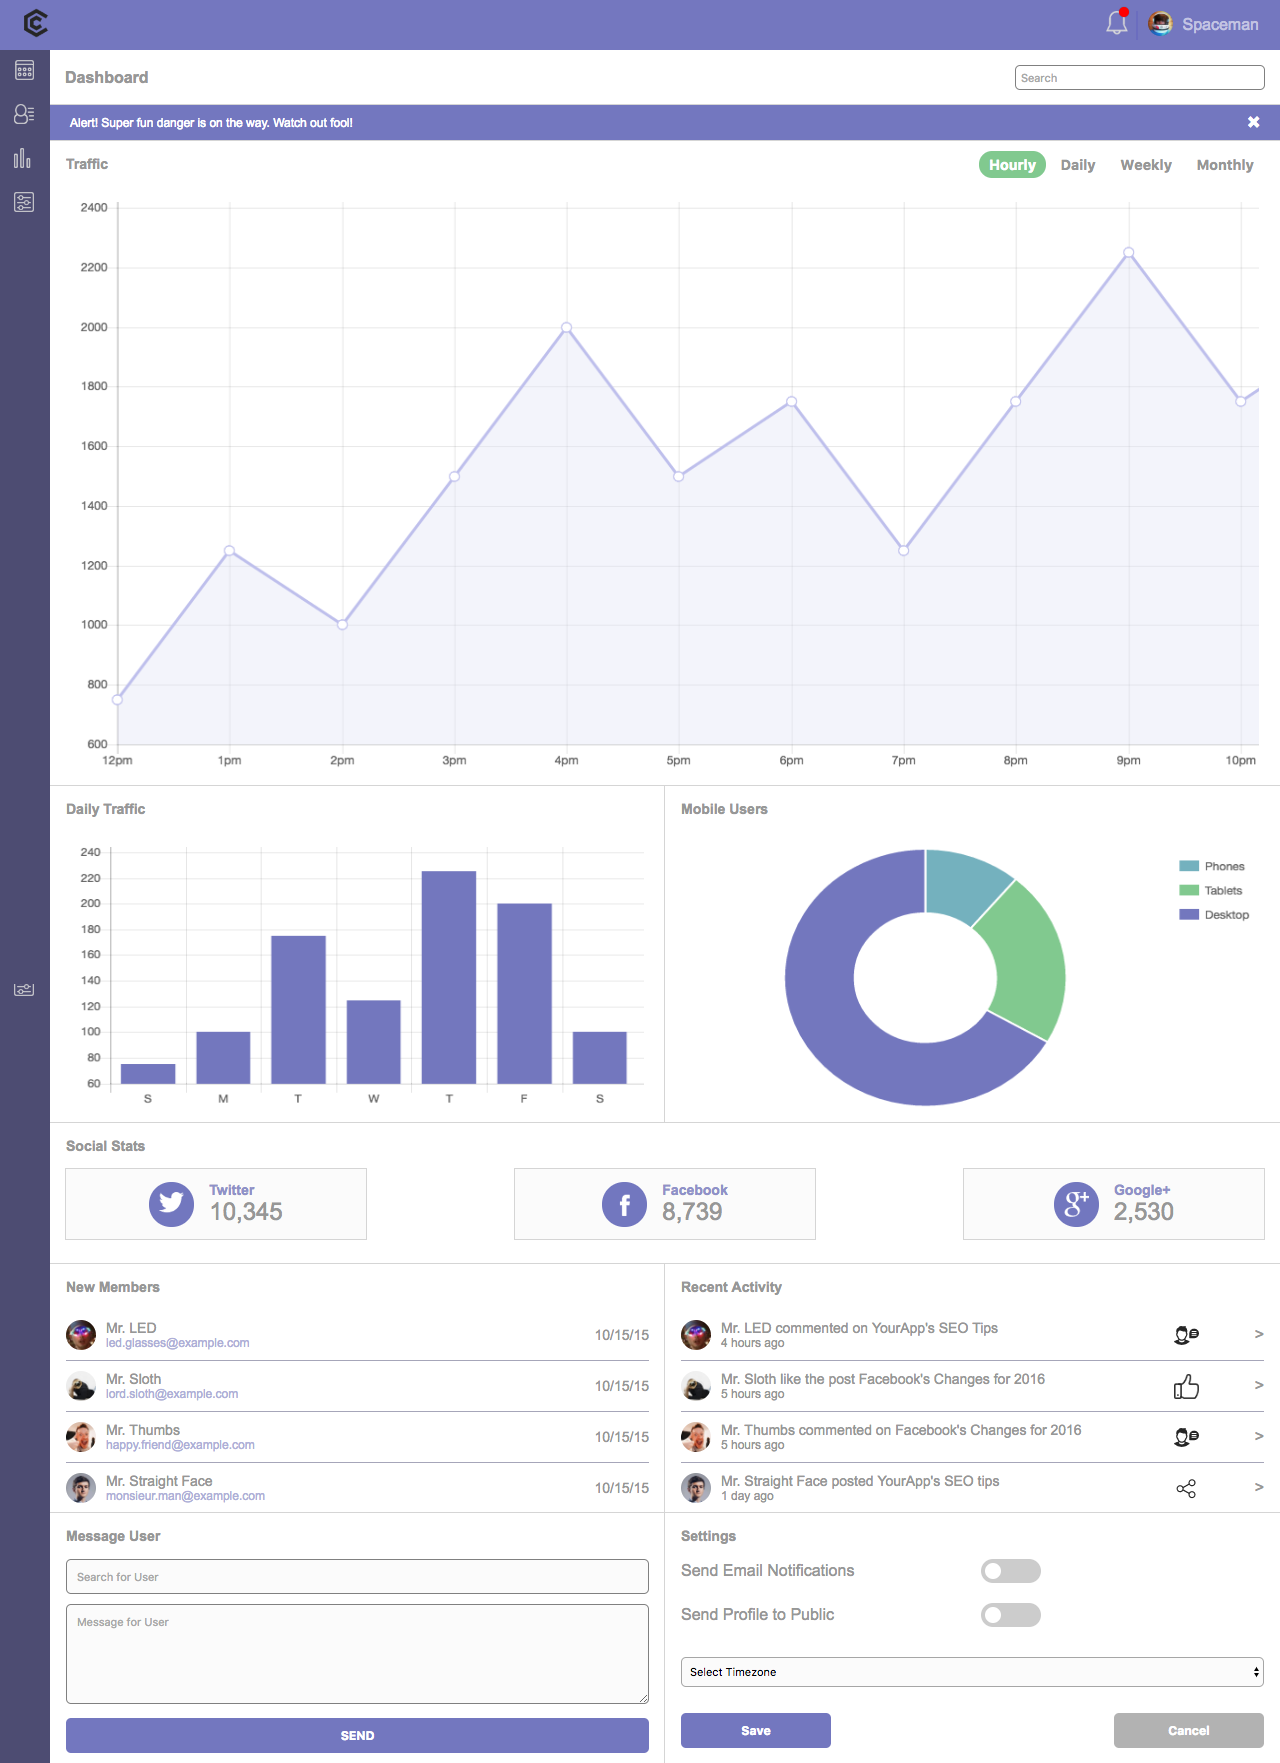 Spaceman
Dashboard
Search
Alert! Super fun danger is on the way. Watch out fool!
Traffic
Hourly Daily Weekly Monthly
2400
2200
2000
1800
1600
1400
1200
1000
800
600
12pm 1pm 2pm 3pm 4pm 5pm 6pm 7pm 8pm 9pm 10pm
Daily Traffic
240
220
200
180
160
140
120
100
80
60
S M T W T F S
Mobile Users
Phones
Tablets
Desktop
Social Stats
Twitter
10,345
Facebook
8,739
Google+
2,530
New Members
Mr. LED
led.glasses@example.com
10/15/15
Mr. Sloth
lord.sloth@example.com
10/15/15
Mr. Thumbs
happy.friend@example.com
10/15/15
Mr. Straight Face
monsieur.man@example.com
10/15/15
Recent Activity
Mr. LED commented on YourApp's SEO Tips
4 hours ago
>
Mr. Sloth like the post Facebook's Changes for 2016
5 hours ago
>
Mr. Thumbs commented on Facebook's Changes for 2016
5 hours ago
>
Mr. Straight Face posted YourApp's SEO tips
1 day ago
>
Message User
Search for User
Message for User
SEND
Settings
Send Email Notifications
Send Profile to Public
Select Timezone
Save
Cancel